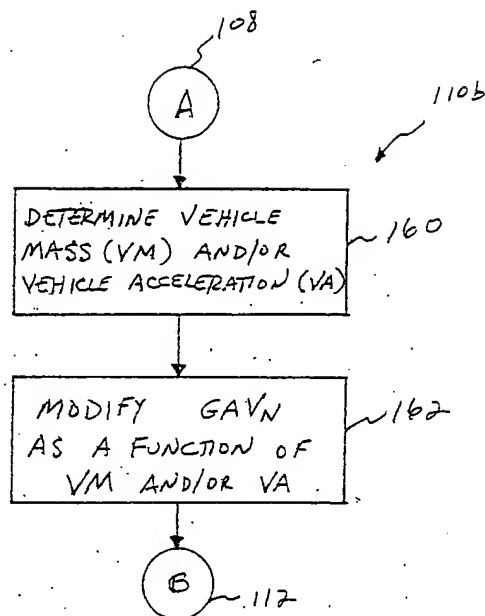 108
A
110b
DETERMINE VEHICLE
MASS (VM) AND/OR
VEHICLE ACCELERATION (VA)
160
MODIFY GAVN
AS A FUNCTION OF
VM AND/OR VA
162
B
112